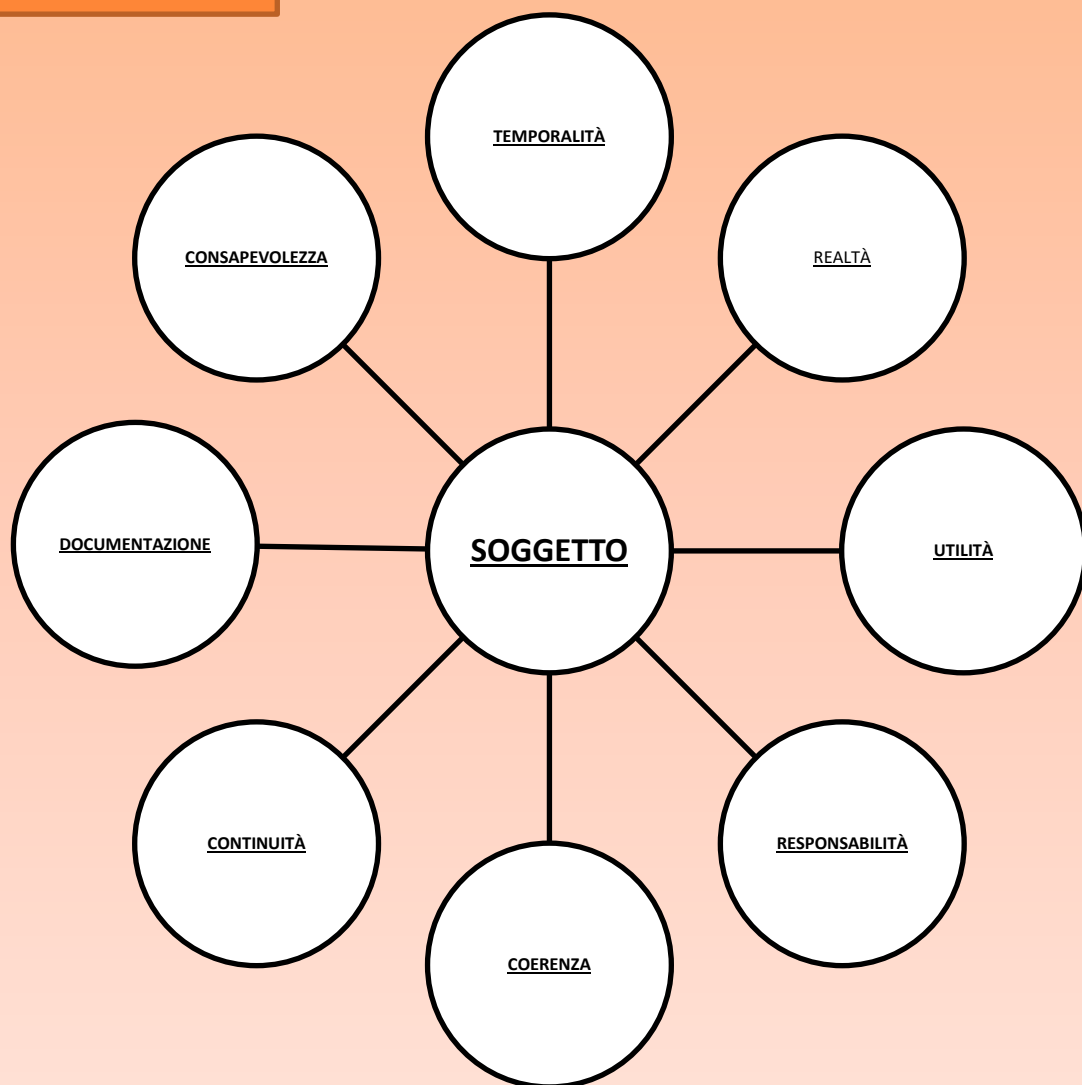 TEMPORALITÀ
CONSAPEVOLEZZA
REALTÀ
DOCUMENTAZIONE
SOGGETTO
UTILITÀ
CONTINUITÀ
RESPONSABILITÀ
COERENZA